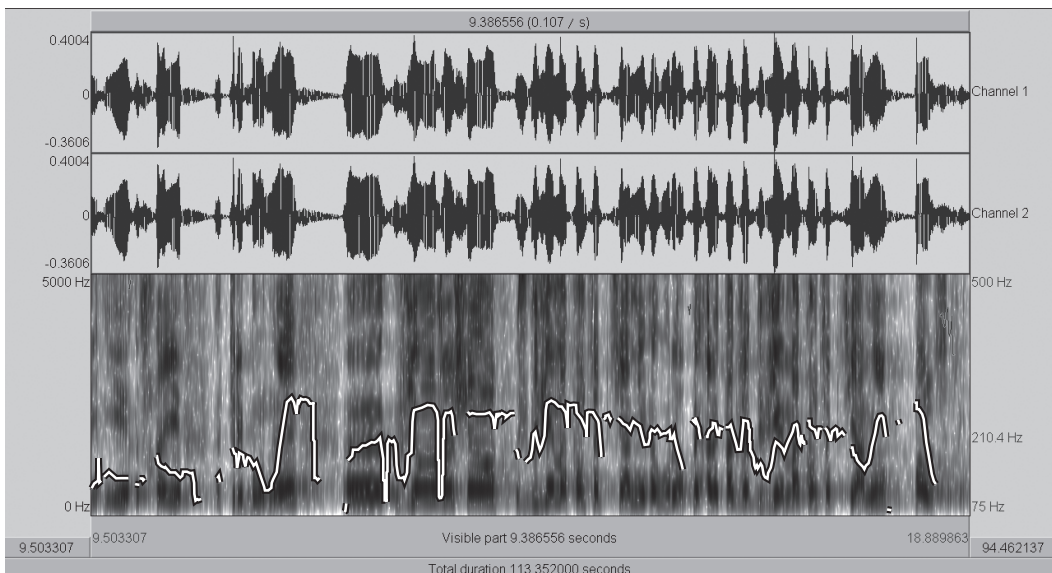 9.386556 (0.107 / s)
0.4004
0
-0.3606
Channel 1
0.4004
0
-0.3606
Channel 2
5000 Hz
500 Hz
210.4 Hz
0 Hz
75 Hz
9.503307
9.503307
Visible part 9.386556 seconds
18.889863
94.462137
Total duration 113.352000 seconds